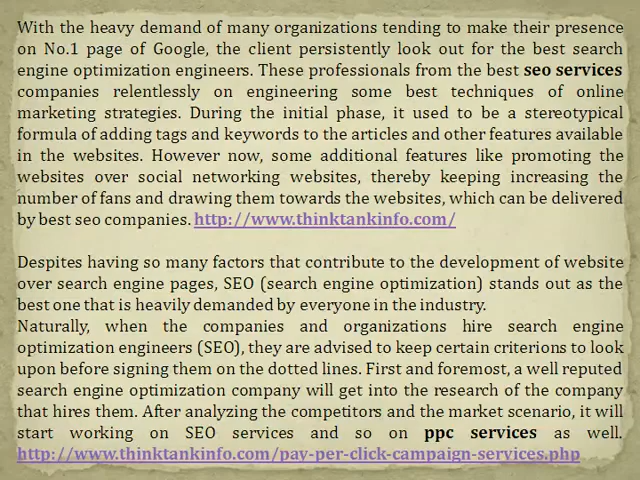 With the heavy demand of many organizations tending to make their presence
on No.1 page of Google, the client persistently look out for the best search
engine optimization engineers. These professionals from the best seo services
companies relentlessly on engineering some best techniques of online
marketing strategies. During the initial phase, it used to be a stereotypical
formula of adding tags and keywords to the articles and other features available
in the websites. However now, some additional features like promoting the
websites over social networking websites, thereby keeping increasing the
number of fans and drawing them towards the websites, which can be delivered
by best seo companies. http://www.thinktankinfo.com/
Despites having so many factors that contribute to the development of website
over search engine pages, SEO (search engine optimization) stands out as the
best one that is heavily demanded by everyone in the industry.
Naturally, when the companies and organizations hire search engine
optimization engineers (SEO), they are advised to keep certain criterions to look
upon before signing them on the dotted lines. First and foremost, a well reputed
search engine optimization company will get into the research of the company
that hires them. After analyzing the competitors and the market scenario, it will
start working on SEO services and so on ppc services as well.
http://www.thinktankinfo.com/pay-per-click-campaign-services.php